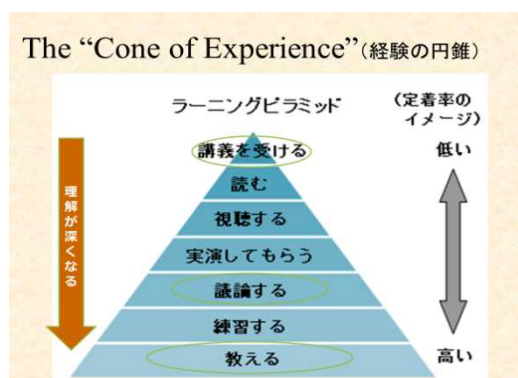 The “Cone of Experience”(経験の円錐)
ラーニングピラミッド
(定着率の
イメージ)
講義を受ける
低い
読む
視聴する
実演してもらう
議論する
練習する
教える
高い
理解が深くなる